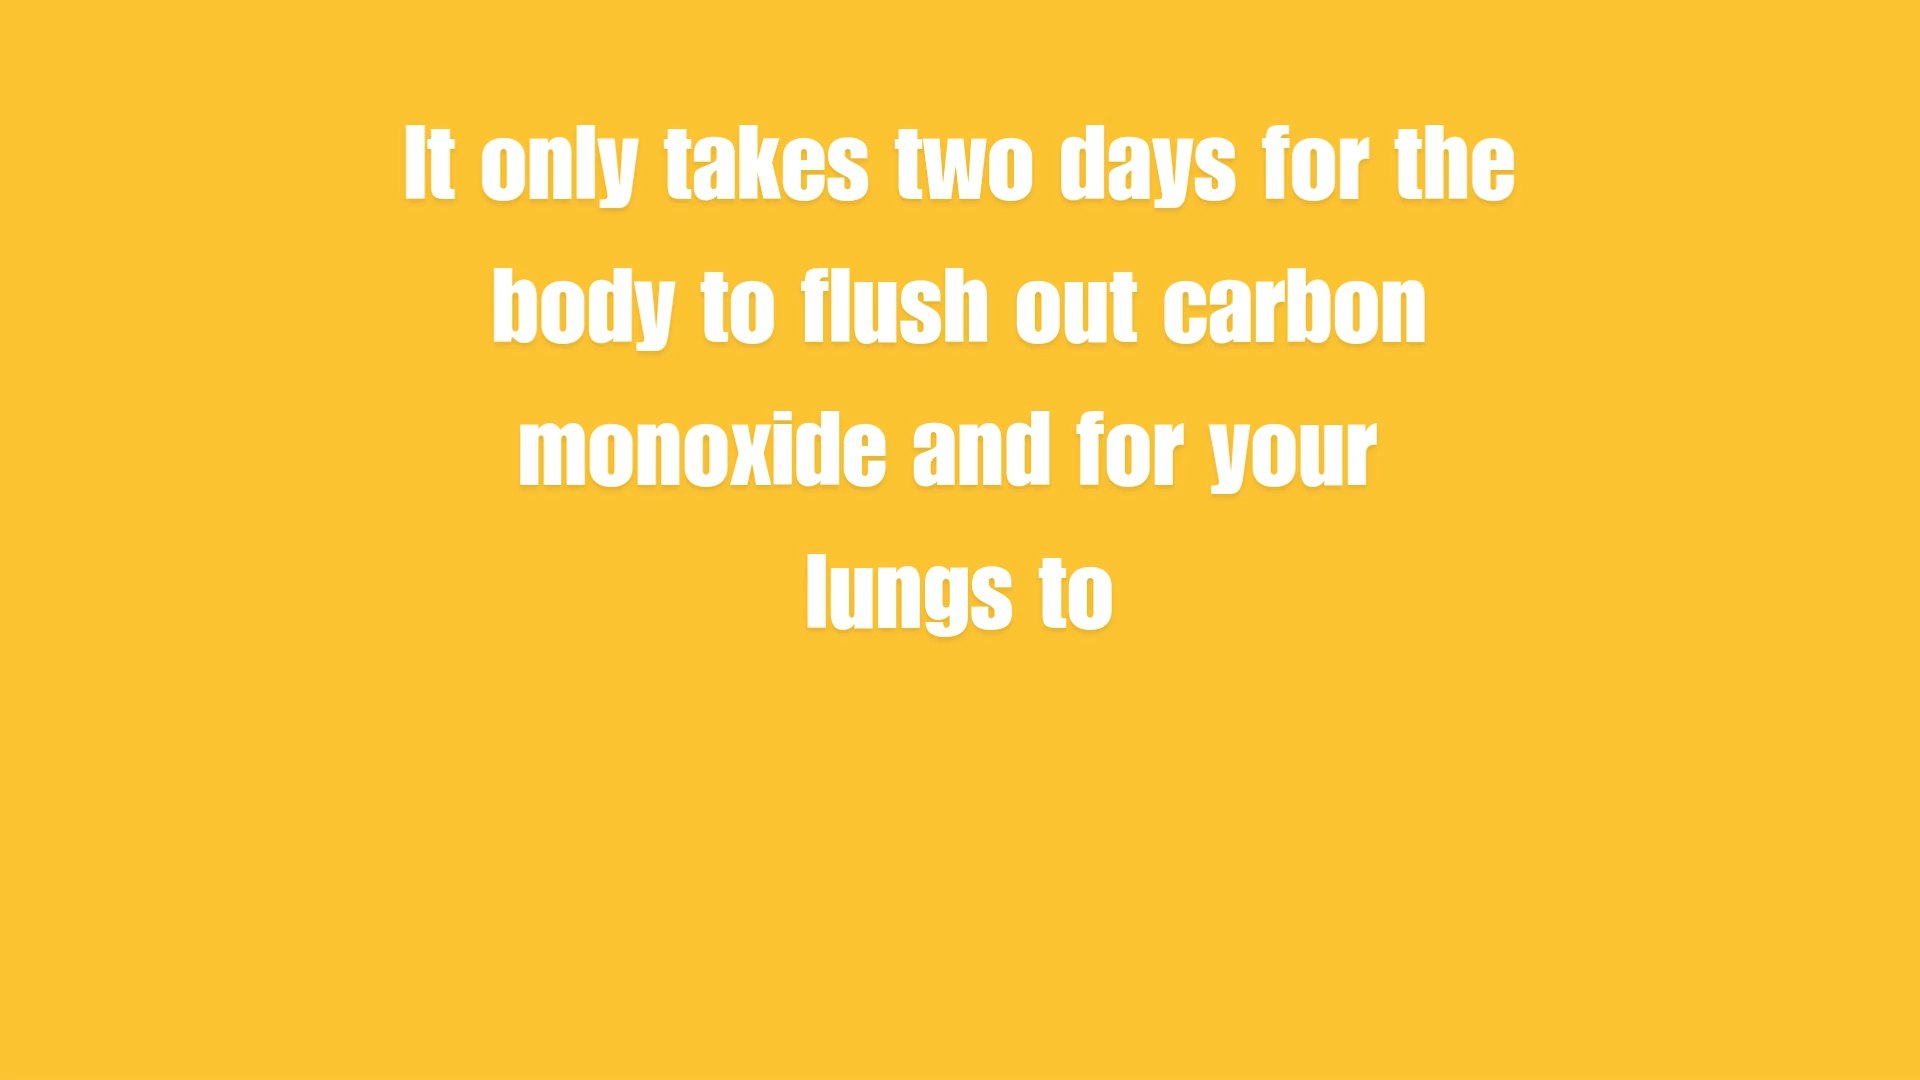 It only takes two days for the
body to flush out carbon
monoxide and for your
lungs to